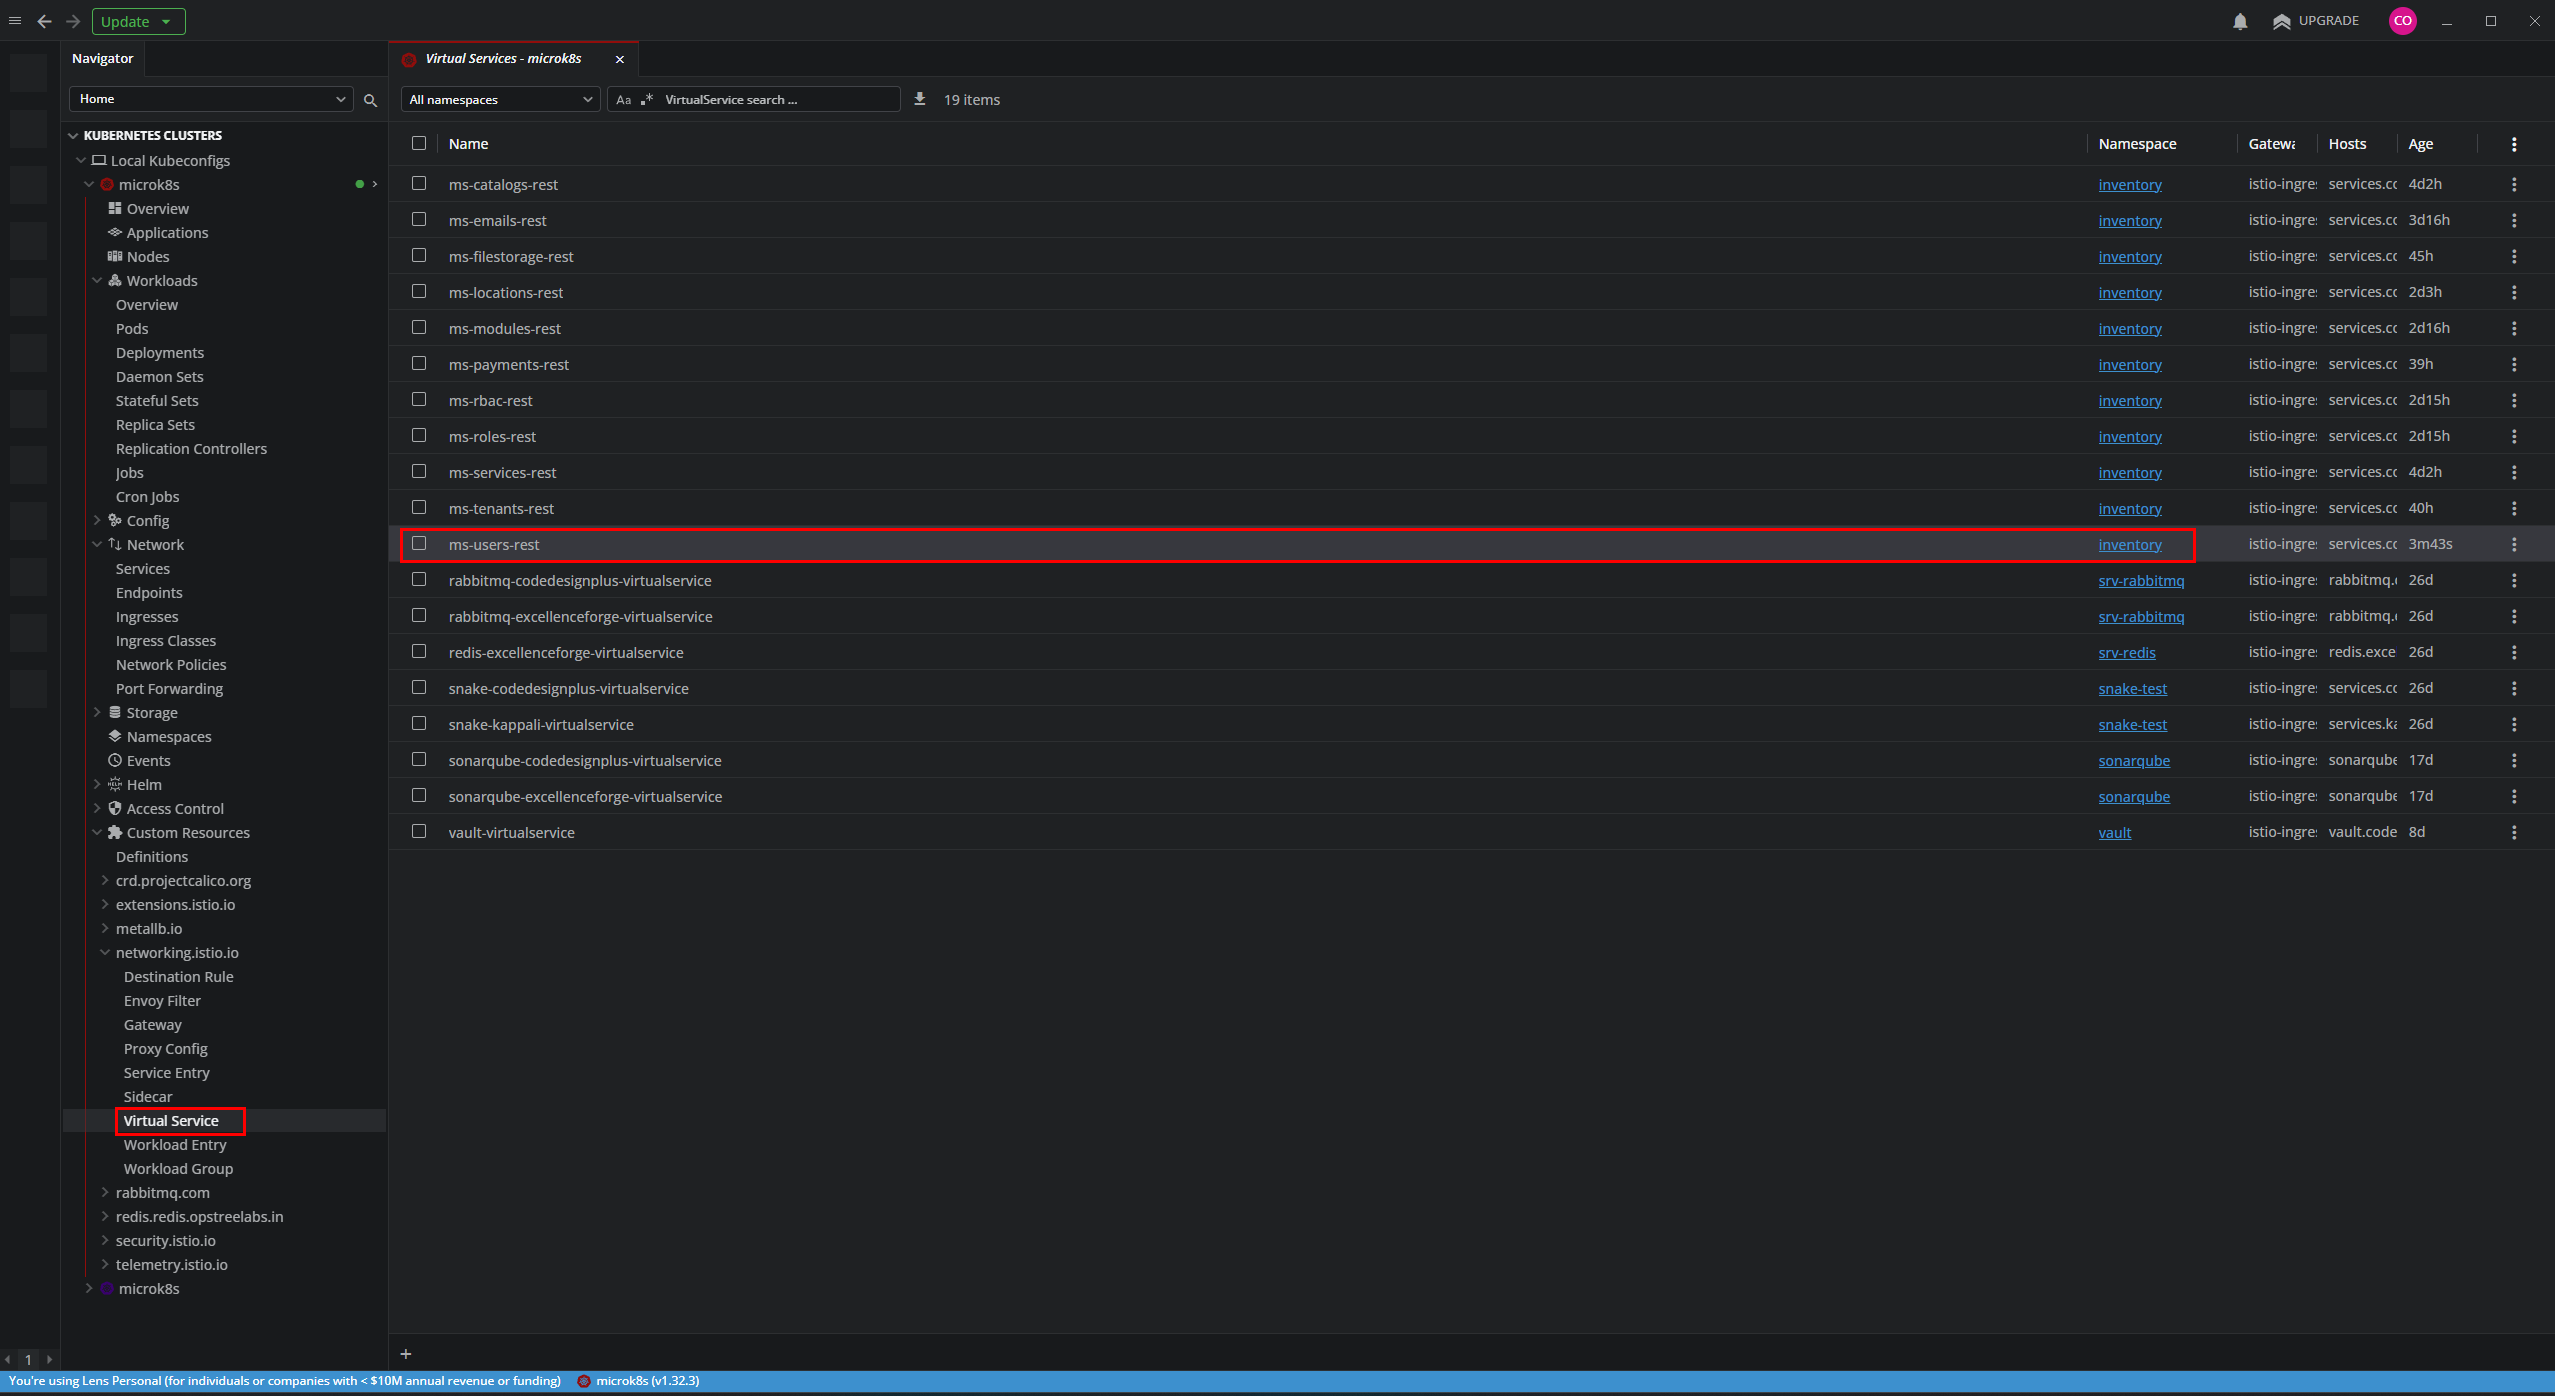 Update
UPGRADE
CO
Navigator
Virtual Services - microk8s
Home
All namespaces
Aa
.*
VirtualService search ...
19 items
KUBERNETES CLUSTERS
Local Kubeconfigs
microk8s
Overview
Applications
Nodes
Workloads
Overview
Pods
Deployments
Daemon Sets
Stateful Sets
Replica Sets
Replication Controllers
Jobs
Cron Jobs
Config
Network
Services
Endpoints
Ingresses
Ingress Classes
Network Policies
Port Forwarding
Storage
Namespaces
Events
Helm
Access Control
Custom Resources
Definitions
crd.projectcalico.org
extensions.istio.io
metallb.io
networking.istio.io
Destination Rule
Envoy Filter
Gateway
Proxy Config
Service Entry
Sidecar
Virtual Service
Workload Entry
Workload Group
rabbitmq.com
redis.redis.opstreelabs.in
security.istio.io
telemetry.istio.io
microk8s
1
Name Namespace Gatewa Hosts Age
ms-catalogs-rest inventory istio-ingre services.cc 4d2h
ms-emails-rest inventory istio-ingre services.cc 3d16h
ms-filestorage-rest inventory istio-ingre services.cc 45h
ms-locations-rest inventory istio-ingre services.cc 2d3h
ms-modules-rest inventory istio-ingre services.cc 2d16h
ms-payments-rest inventory istio-ingre services.cc 39h
ms-rbac-rest inventory istio-ingre services.cc 2d15h
ms-roles-rest inventory istio-ingre services.cc 2d15h
ms-services-rest inventory istio-ingre services.cc 4d2h
ms-tenants-rest inventory istio-ingre services.cc 40h
ms-users-rest inventory istio-ingre services.cc 3m43s
rabbitmq-codedesignplus-virtualservice srv-rabbitmq istio-ingre rabbitmq. 26d
rabbitmq-excellenceforge-virtualservice srv-rabbitmq istio-ingre rabbitmq. 26d
redis-excellenceforge-virtualservice srv-redis istio-ingre redis.exce 26d
snake-codedesignplus-virtualservice snake-test istio-ingre services.cc 26d
snake-kappali-virtualservice snake-test istio-ingre services.ka 26d
sonarqube-codedesignplus-virtualservice sonarqube istio-ingre sonarqube 17d
sonarqube-excellenceforge-virtualservice sonarqube istio-ingre sonarqube 17d
vault-virtualservice vault istio-ingre vault.code 8d
+
You're using Lens Personal (for individuals or companies with < $10M annual revenue or funding)
microk8s (v1.32.3)